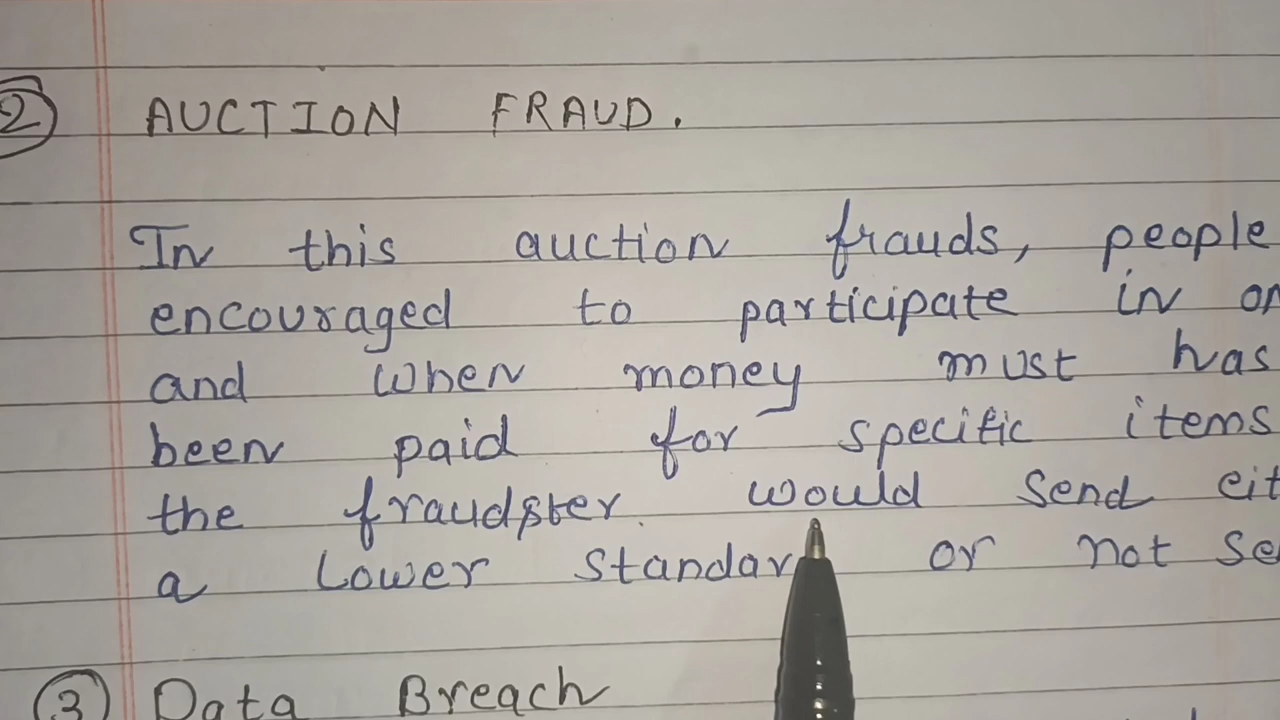 2 AUCTION FRAUD.
In this auction frauds, people
encouraged to participate in
and when money must has
been paid for specific items
the fraudster would send
a Lower Standar or not
3 Data Breach